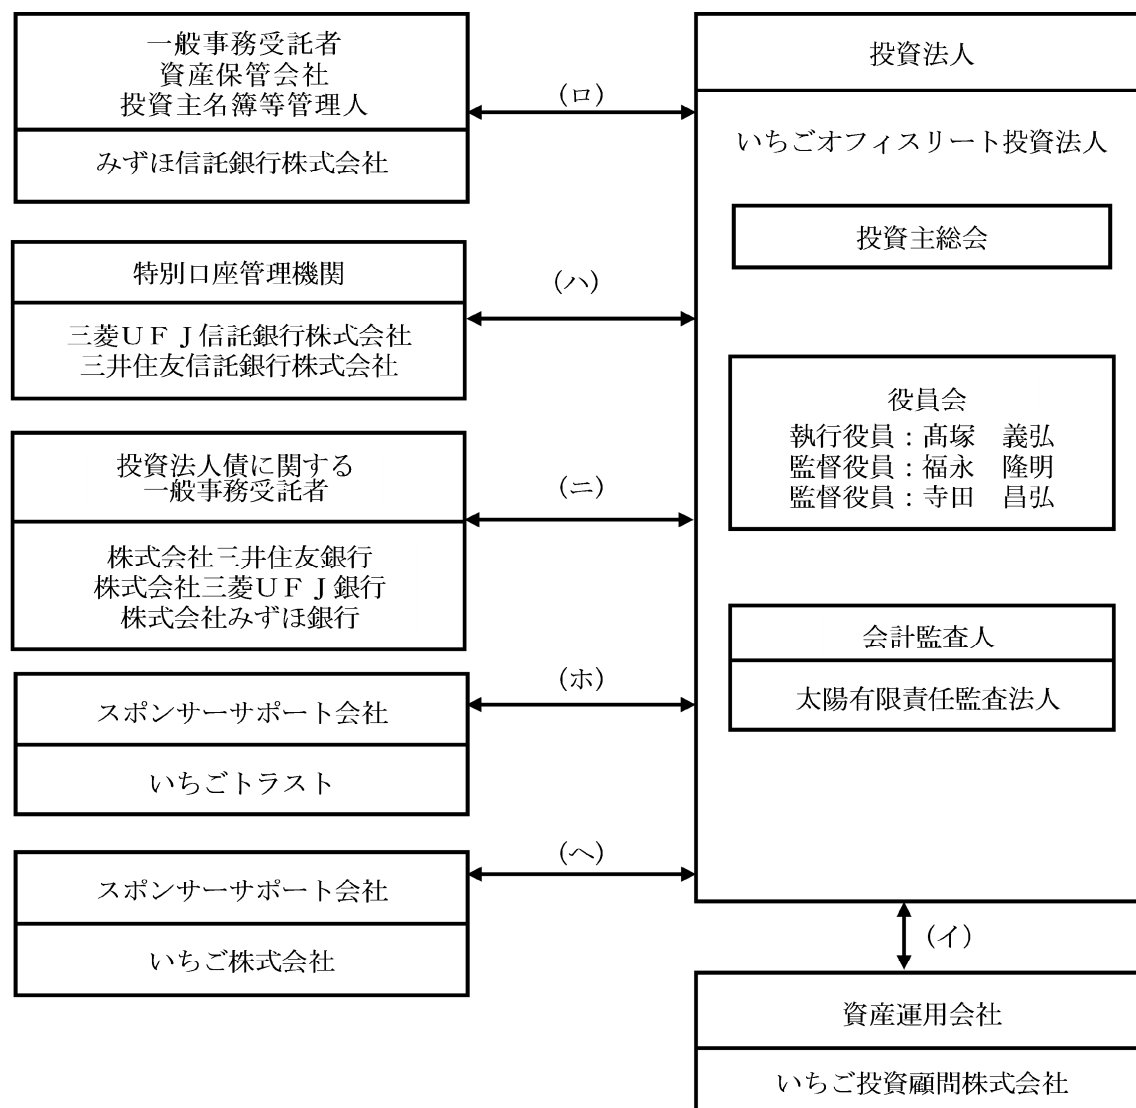 一般事務受託者
資産保管会社
投資主名簿等管理人
みずほ信託銀行株式会社
(ロ)
特別口座管理機関
三菱UFJ信託銀行株式会社
三井住友信託銀行株式会社
(ハ)
投資法人債に関する
一般事務受託者
株式会社三井住友銀行
株式会社三菱UFJ銀行
株式会社みずほ銀行
(ニ)
スポンサーサポート会社
いちごトラスト
(ホ)
スポンサーサポート会社
いちご株式会社
(ヘ)
投資法人
いちごオフィスリート投資法人
投資主総会
役員会
執行役員:髙塚 義弘
監督役員:福永 隆明
監督役員:寺田 昌弘
会計監査人
太陽有限責任監査法人
(イ)
資産運用会社
いちご投資顧問株式会社